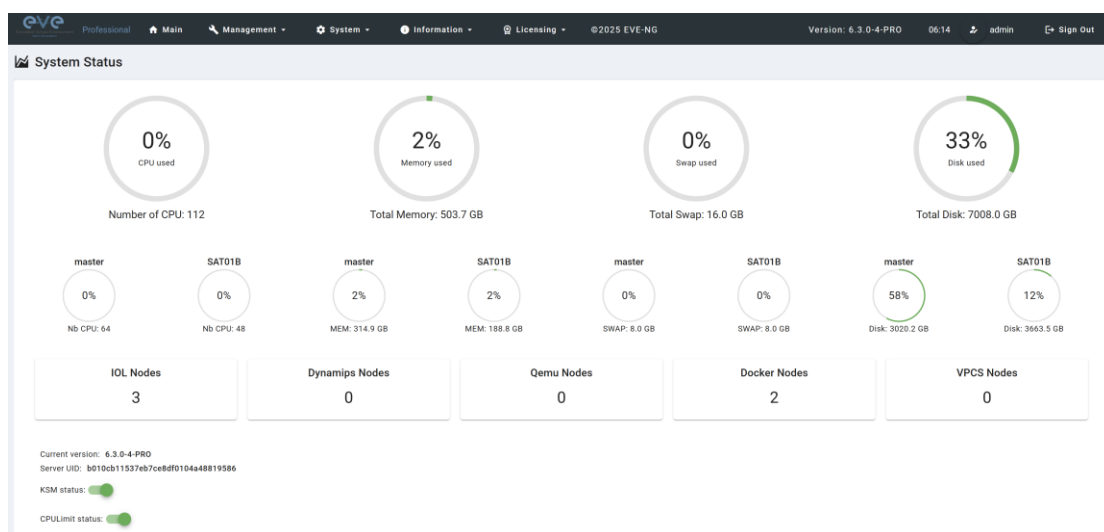 eve Professional Main Management System Information Licensing ©2025 EVE-NG Version: 6.3.0-4-PRO 06:14 admin Sign Out
System Status
0% 2% 0% 33%
CPU used Memory used Swap used Disk used
Number of CPU: 112 Total Memory: 503.7 GB Total Swap: 16.0 GB Total Disk: 7008.0 GB
master SAT01B master SAT01B master SAT01B master SAT01B
0% 0% 2% 2% 0% 0% 58% 12%
Nb CPU: 64 Nb CPU: 48 MEM: 314.9 GB MEM: 188.8 GB SWAP: 8.0 GB SWAP: 8.0 GB Disk: 3020.2 GB Disk: 3663.5 GB
IOL Nodes Dynamips Nodes Qemu Nodes Docker Nodes VPCS Nodes
3 0 0 2 0
Current version: 6.3.0-4-PRO
Server UID: b010cb11537eb7ce8df0104a48819586
KSM status:
CPULimit status: